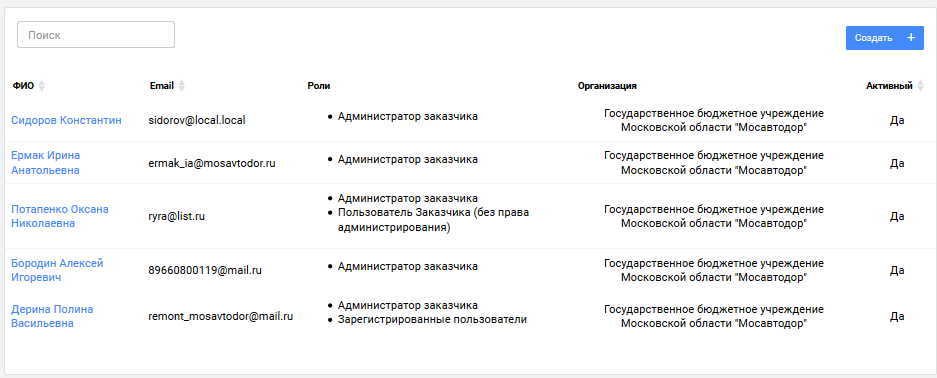 Поиск
Создать +
ФИО Email Роли Организация Активный
Сидоров Константин sidorov@local.local • Администратор заказчика Государственное бюджетное учреждение Московской области "Мосавтодор" Да
Ермак Ирина Анатольевна ermak_ia@mosavtodor.ru • Администратор заказчика Государственное бюджетное учреждение Московской области "Мосавтодор" Да
Потапенко Оксана Николаевна ryra@list.ru • Администратор заказчика • Пользователь Заказчика (без права администрирования) Государственное бюджетное учреждение Московской области "Мосавтодор" Да
Бородин Алексей Игоревич 89660800119@mail.ru • Администратор заказчика Государственное бюджетное учреждение Московской области "Мосавтодор" Да
Дерина Полина Васильевна remont_mosavtodor@mail.ru • Администратор заказчика • Зарегистрированные пользователи Государственное бюджетное учреждение Московской области "Мосавтодор" Да